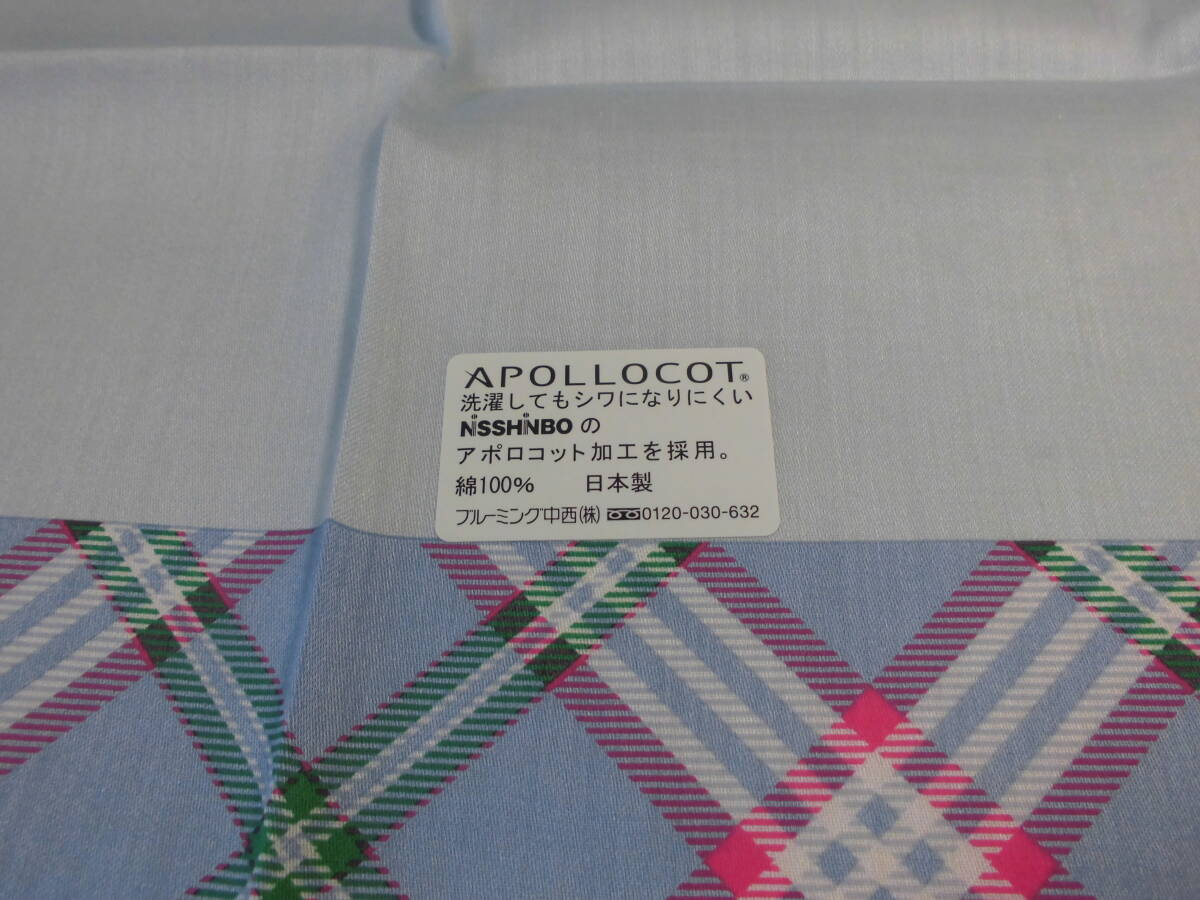 APOLLOCOT®
洗濯してもシワになりにくい
NISSHINBO の
アポロコット加工を採用。
綿100% 日本製
ブルーミング中西(株) 0120-030-632